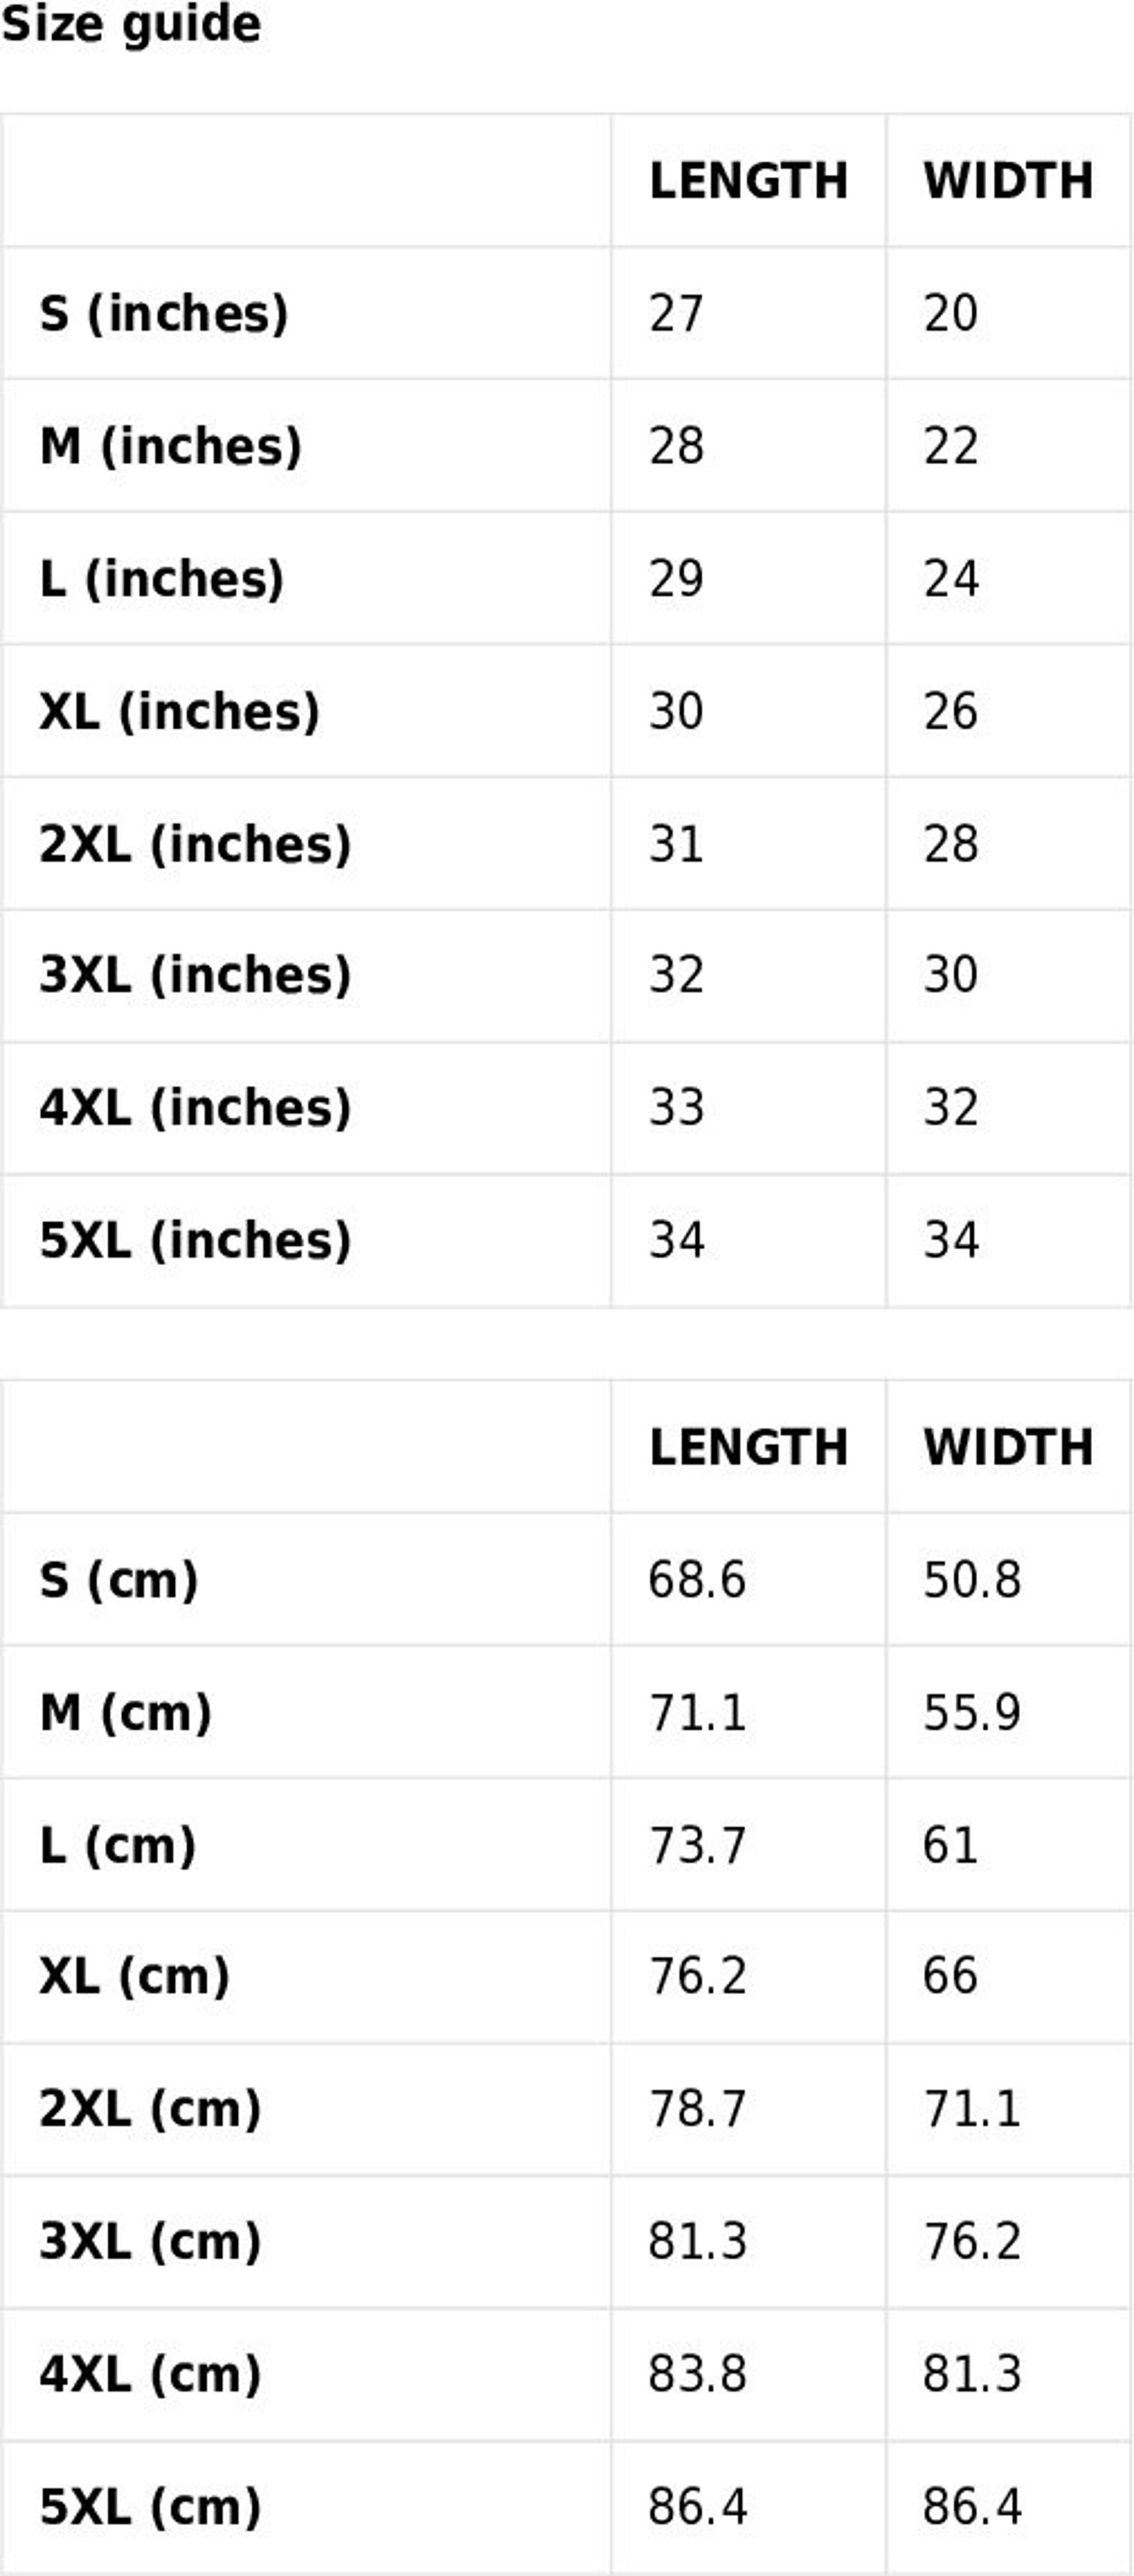 Size guide
LENGTH WIDTH
S (inches) 27 20
M (inches) 28 22
L (inches) 29 24
XL (inches) 30 26
2XL (inches) 31 28
3XL (inches) 32 30
4XL (inches) 33 32
5XL (inches) 34 34
LENGTH WIDTH
S (cm) 68.6 50.8
M (cm) 71.1 55.9
L (cm) 73.7 61
XL (cm) 76.2 66
2XL (cm) 78.7 71.1
3XL (cm) 81.3 76.2
4XL (cm) 83.8 81.3
5XL (cm) 86.4 86.4